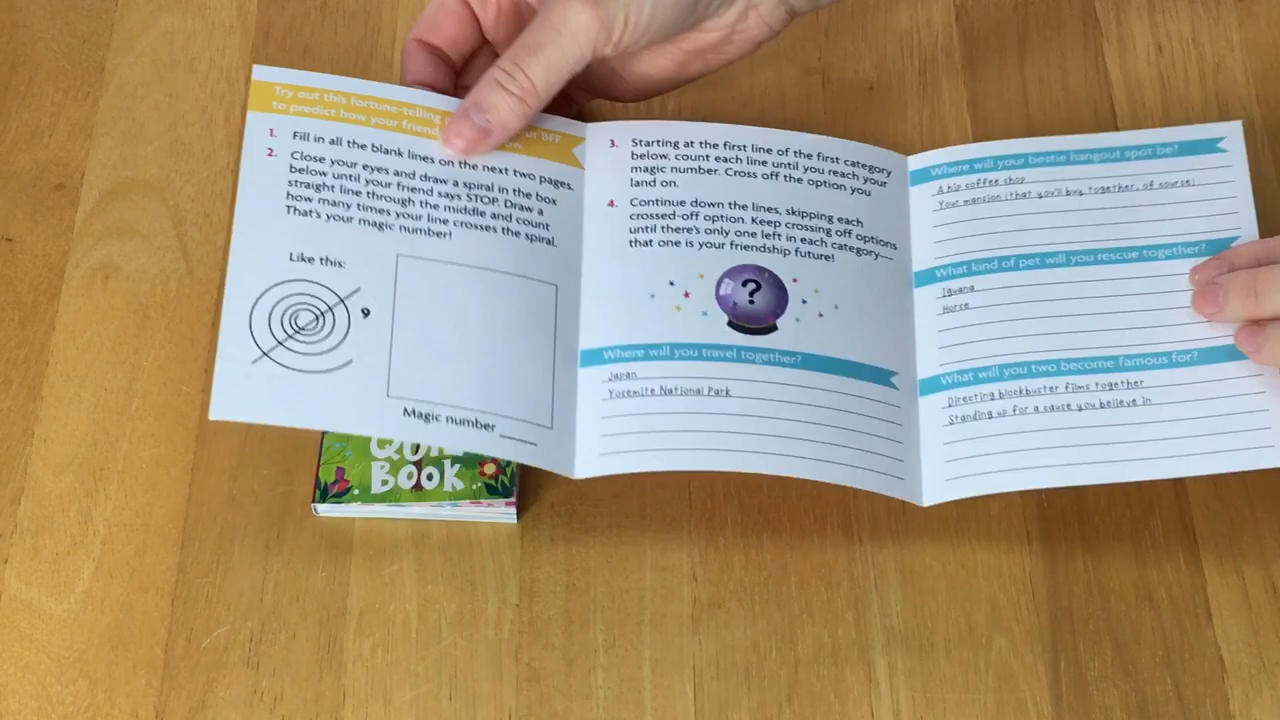 Try out this fortune-telling your BFF
to predict how your friend
1. Fill in all the blank lines on the next two pages.
2. Close your eyes and draw a spiral in the box
below until your friend says STOP. Draw a
straight line through the middle and count
how many times your line crosses the spiral.
That's your magic number!
Like this:
9
Magic number
3. Starting at the first line of the first category
below, count each line until you reach your
magic number. Cross off the option you
land on.
4. Continue down the lines, skipping each
crossed-off option. Keep crossing off options
until there's only one left in each category—
that one is your friendship future!
?
Where will you travel together?
Japan
Yosemite National Park
Where will your bestie hangout spot be?
A hip coffee shop
Your mansion (that you'll buy together, of course)
What kind of pet will you rescue together?
Iguana
Horse
What will you two become famous for?
Directing blockbuster films together
Standing up for a cause you believe in
BOOK